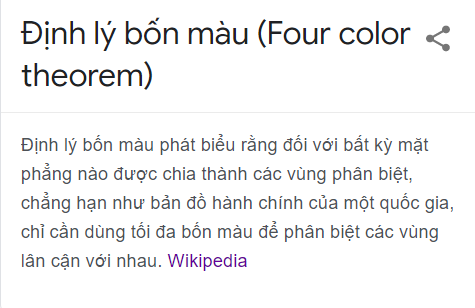 Định lý bốn màu (Four color
theorem)
Định lý bốn màu phát biểu rằng đối với bất kỳ mặt
phẳng nào được chia thành các vùng phân biệt,
chẳng hạn như bản đồ hành chính của một quốc gia,
chỉ cần dùng tối đa bốn màu để phân biệt các vùng
lân cận với nhau. Wikipedia